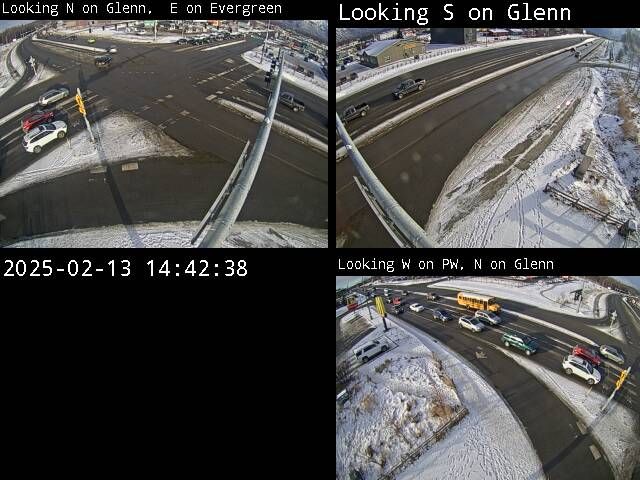 Looking N on Glenn, E on Evergreen
Looking S on Glenn
2025-02-13 14:42:38
Looking W on PW, N on Glenn